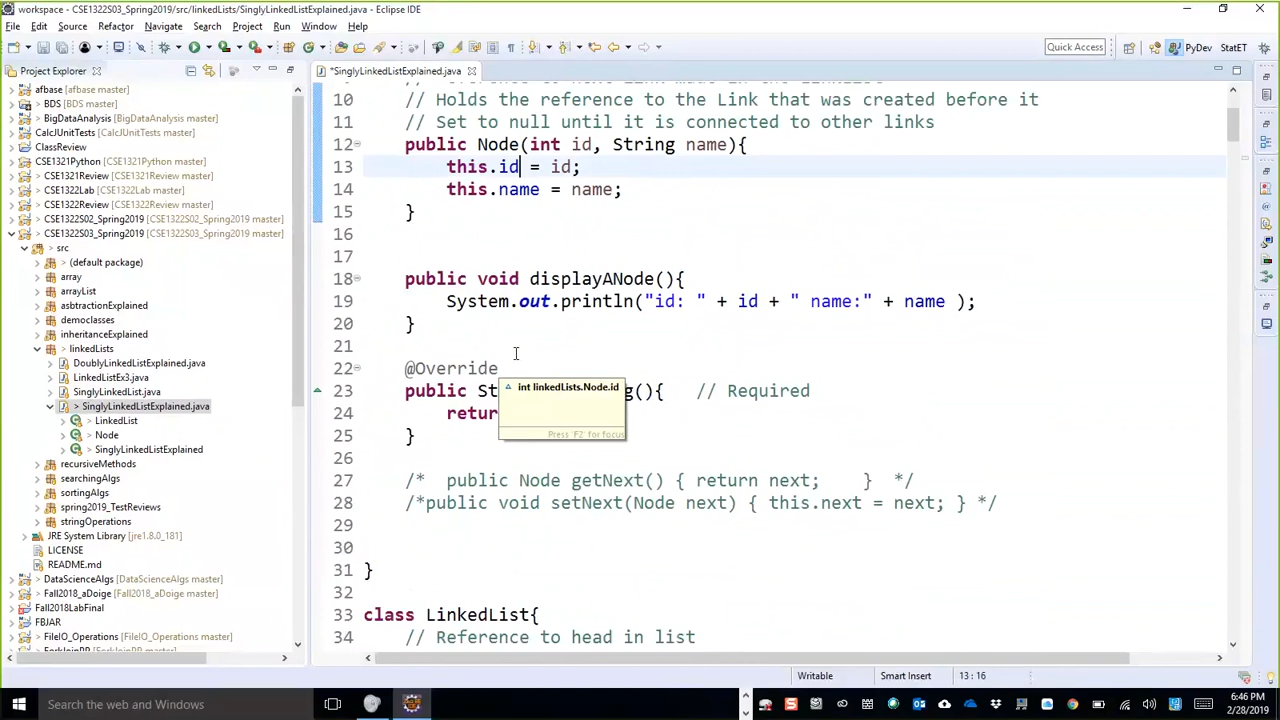 workspace - CSE1322S03_Spring2019/src/linkedLists/SinglyLinkedListExplained.java - Eclipse IDE
File Edit Source Refactor Navigate Search Project Run Window Help
Quick Access
PyDev
StatET
Project Explorer
*SinglyLinkedListExplained.java
afbase [afbase master]
> BDS [BDS master]
> BigDataAnalysis [BigDataAnalysis master]
CalcJUnitTests [CalcJUnitTests master]
ClassReview
CSE1321Python [CSE1321Python master]
> CSE1322Lab [CSE1322Lab master]
> CSE1322Review [CSE1322Review master]
> CSE1322S02_Spring2019 [CSE1322S02_Spring2019 master]
> CSE1322S03_Spring2019 [CSE1322S03_Spring2019 master]
> src
> (default package)
array
arrayList
asbtractionExplained
democlasses
inheritanceExplained
> linkedLists
> DoublyLinkedListExplained.java
> LinkedListEx3.java
> SinglyLinkedList.java
> SinglyLinkedListExplained.java
> LinkedList
> Node
> SinglyLinkedListExplained
recursiveMethods
searchingAlgs
sortingAlgs
spring2019_TestReviews
stringOperations
JRE System Library [jre1.8.0_181]
LICENSE
README.md
DataScienceAlgs [DataScienceAlgs master]
> Fall2018_aDoige [Fall2018_aDoige master]
Fall2018LabFinal
FBJAR
> FileIO_Operations [FileIO_Operations master]
10 // Holds the reference to the Link that was created before it
11 // Set to null until it is connected to other links
12 public Node(int id, String name){
13 this.id = id;
14 this.name = name;
15 }
16
17
18 public void displayANode(){
19 System.out.println("id: " + id + " name:" + name );
20 }
21
22 @Override
23 public St g(){ // Required
24 retur
25 }
26
27 /* public Node getNext() { return next; } */
28 /*public void setNext(Node next) { this.next = next; } */
29
30
31 }
32
33 class LinkedList{
34 // Reference to head in list
int linkedLists.Node.id
Press 'F2' for focus
Writable
Smart Insert
13 : 16
Search the web and Windows
6:46 PM
2/28/2019